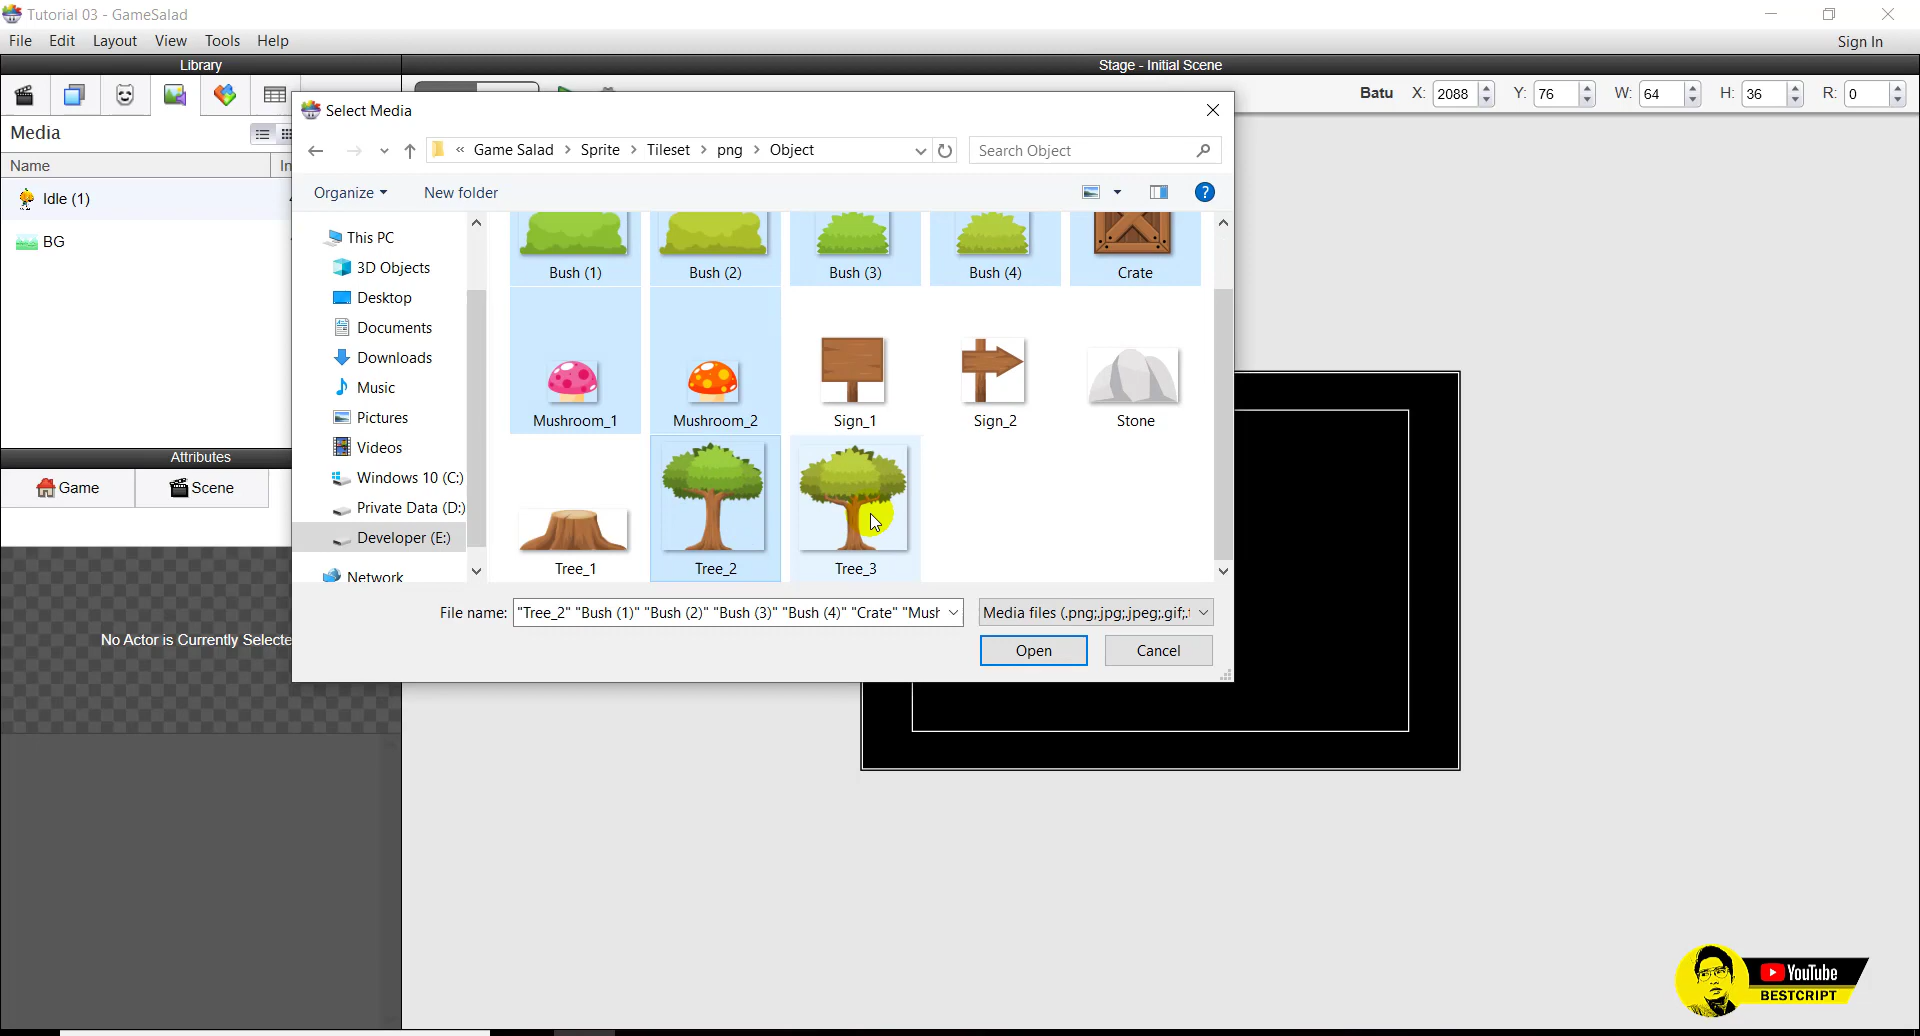 Tutorial 03 - GameSalad
File Edit Layout View Tools Help
Sign In
Library
Stage - Initial Scene
Batu X: 2088 Y: 76 W: 64 H: 36 R: 0
Media
Name
Idle (1)
BG
Attributes
Game Scene
No Actor is Currently Selecte
Select Media
« Game Salad > Sprite > Tileset > png > Object
Search Object
Organize New folder
This PC
3D Objects
Desktop
Documents
Downloads
Music
Pictures
Videos
Windows 10 (C:)
Private Data (D:)
Developer (E:)
Network
Bush (1) Bush (2) Bush (3) Bush (4) Crate
Mushroom_1 Mushroom_2 Sign_1 Sign_2 Stone
Tree_1 Tree_2 Tree_3
File name: "Tree_2" "Bush (1)" "Bush (2)" "Bush (3)" "Bush (4)" "Crate" "Mush
Media files (.png;.jpg;.jpeg;.gif;.
Open Cancel
YouTube
BESTCRIPT